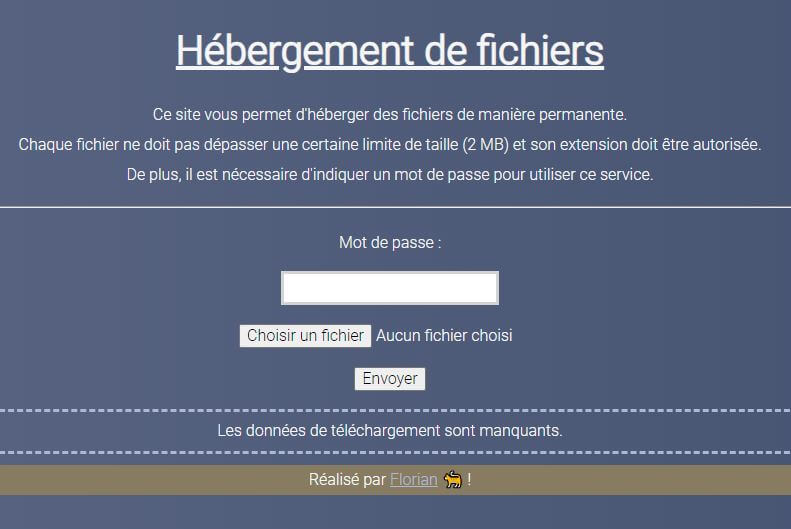 Hébergement de fichiers
Ce site vous permet d'héberger des fichiers de manière permanente.
Chaque fichier ne doit pas dépasser une certaine limite de taille (2 MB) et son extension doit être autorisée.
De plus, il est nécessaire d'indiquer un mot de passe pour utiliser ce service.
Mot de passe :
Choisir un fichier Aucun fichier choisi
Envoyer
Les données de téléchargement sont manquants.
Réalisé par Florian 🐈 !